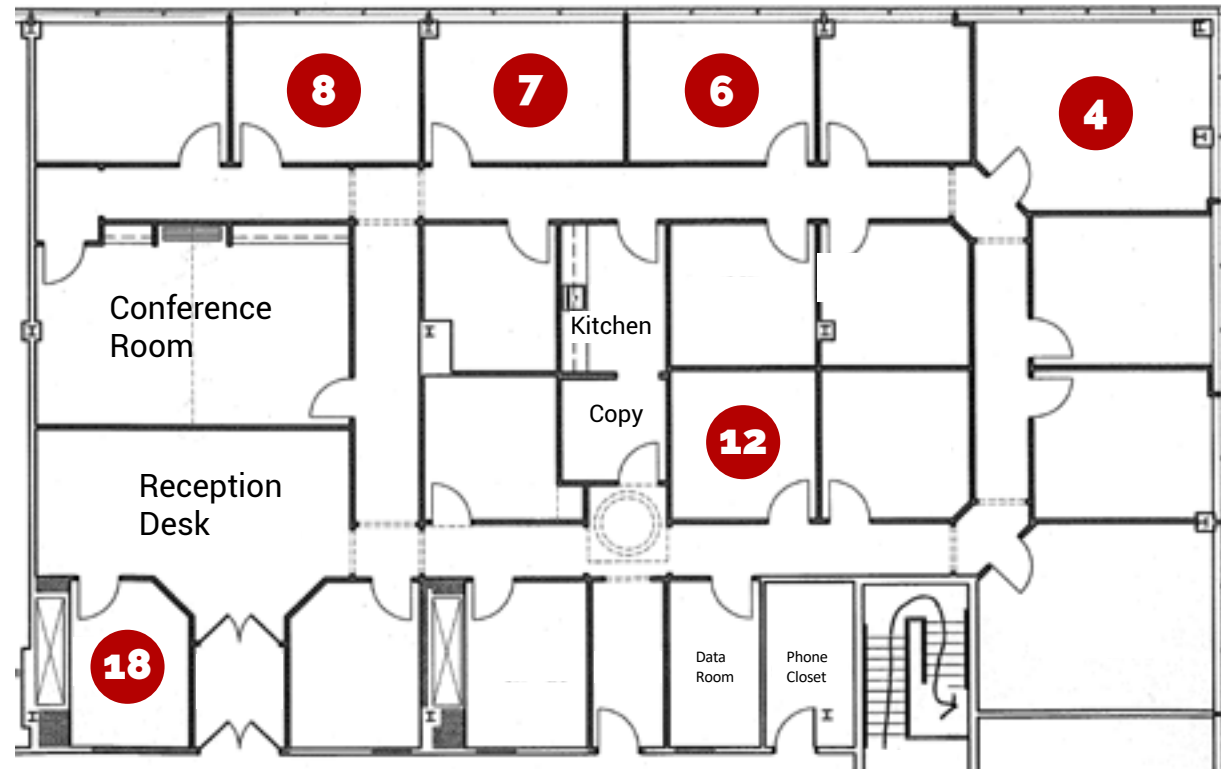 8
7
6
4
Conference
Room
Kitchen
Copy
12
Reception
Desk
18
Data
Room
Phone
Closet